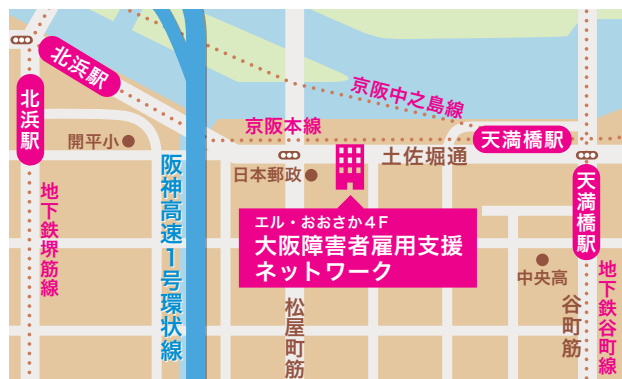 北浜駅
北浜駅
開平小
地下鉄堺筋線
阪神高速1号環状線
京阪本線
京阪中之島線
日本郵政
土佐堀通
天満橋駅
天満橋駅
エル・おおさか4F
大阪障害者雇用支援
ネットワーク
松屋町筋
中央高
谷町筋
地下鉄谷町線